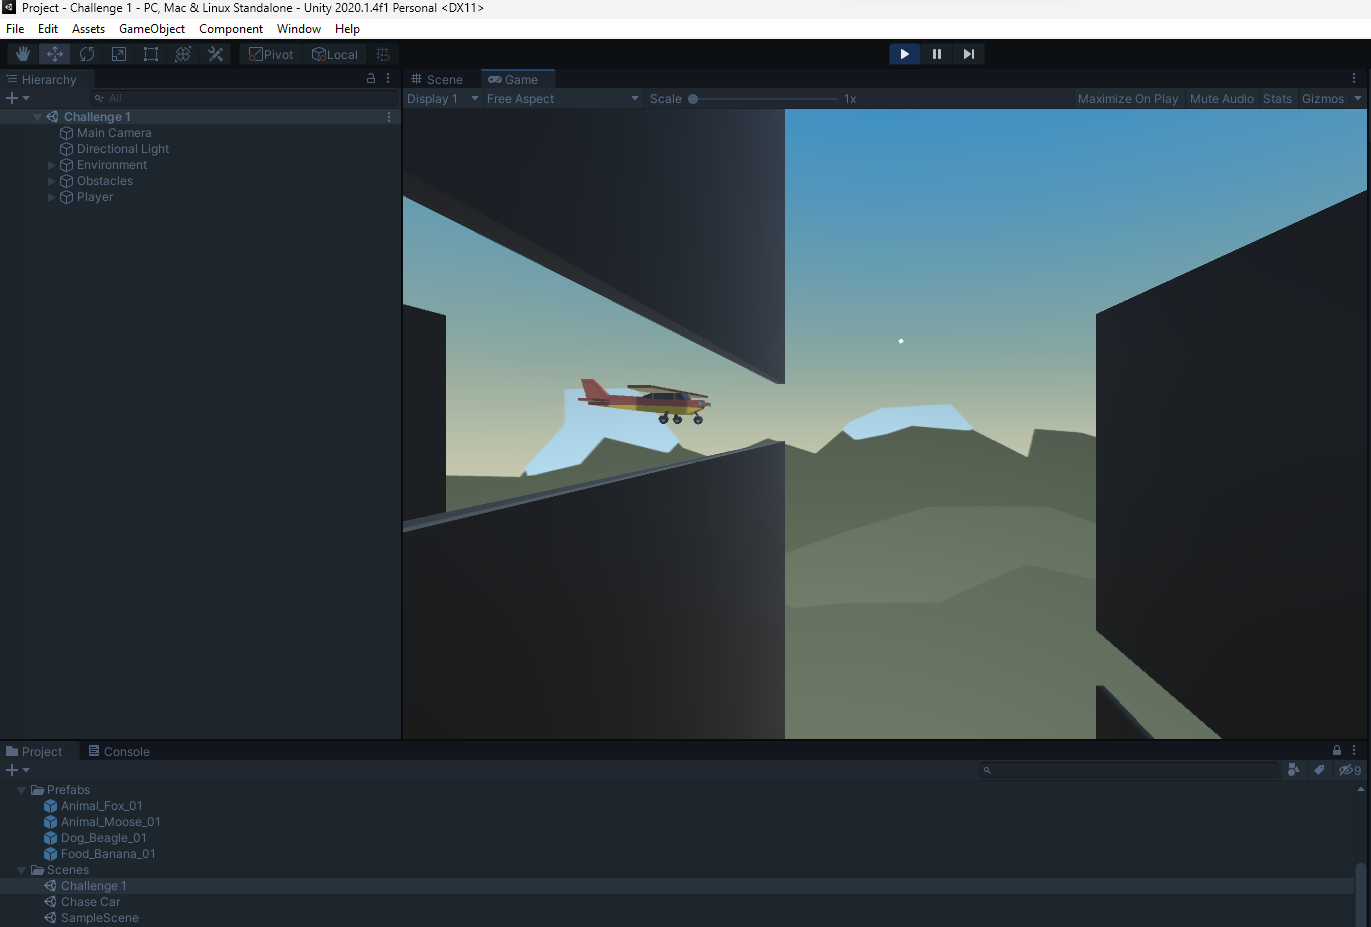 Project - Challenge 1 - PC, Mac & Linux Standalone - Unity 2020.1.4f1 Personal <DX11>
File Edit Assets GameObject Component Window Help
Pivot Local
Hierarchy
All
Challenge 1
Main Camera
Directional Light
Environment
Obstacles
Player
Scene Game
Display 1 Free Aspect Scale 1x Maximize On Play Mute Audio Stats Gizmos
Project Console
9
Prefabs
Animal_Fox_01
Animal_Moose_01
Dog_Beagle_01
Food_Banana_01
Scenes
Challenge 1
Chase Car
SampleScene